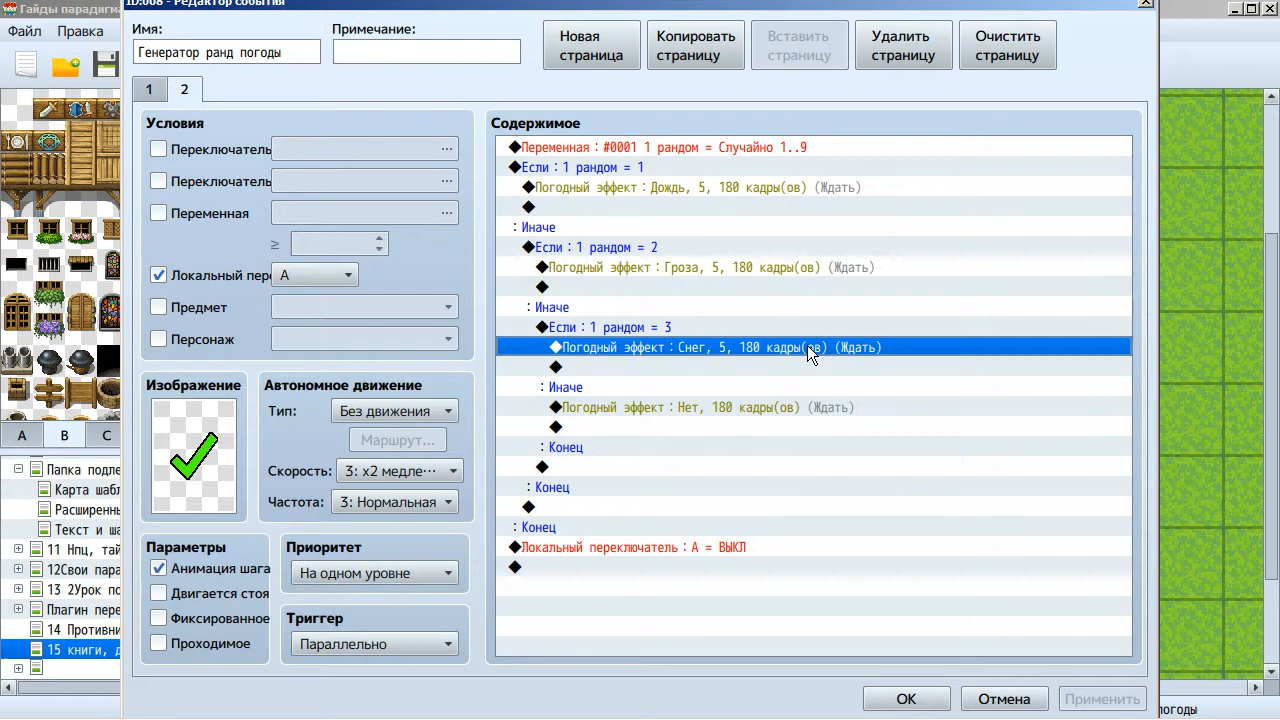 Гайды парадигма
ID:008 - Редактор события
Файл Правка
Имя:
Примечание:
Генератор ранд погоды
Новая страница
Копировать страницу
Вставить страницу
Удалить страницу
Очистить страницу
1 2
Условия
Переключатель
Переключатель
Переменная
≥
Локальный пер
A
Предмет
Персонаж
Изображение
Автономное движение
Тип:
Без движения
Маршрут...
Скорость:
3: x2 медле…
Частота:
3: Нормальная
Параметры
Анимация шага
Двигается стоя
Фиксированное
Проходимое
Приоритет
На одном уровне
Триггер
Параллельно
Содержимое
◆Переменная：#0001 1 рандом = Случайно 1..9
◆Если：1 рандом = 1
◆Погодный эффект：Дождь, 5, 180 кадры(ов) (Ждать)
◆
：Иначе
◆Если：1 рандом = 2
◆Погодный эффект：Гроза, 5, 180 кадры(ов) (Ждать)
◆
：Иначе
◆Если：1 рандом = 3
◆Погодный эффект：Снег, 5, 180 кадры(ов) (Ждать)
◆
：Иначе
◆Погодный эффект：Нет, 180 кадры(ов) (Ждать)
◆
：Конец
◆
：Конец
◆
：Конец
◆Локальный переключатель：A = ВЫКЛ
◆
OK
Отмена
Применить
A B C
Папка подле
Карта шабл
Расширенны
Текст и ша
11 Нпц, тай
12Свои пара
13 2Урок по
Плагин пере
14 Противни
15 книги, д
погоды